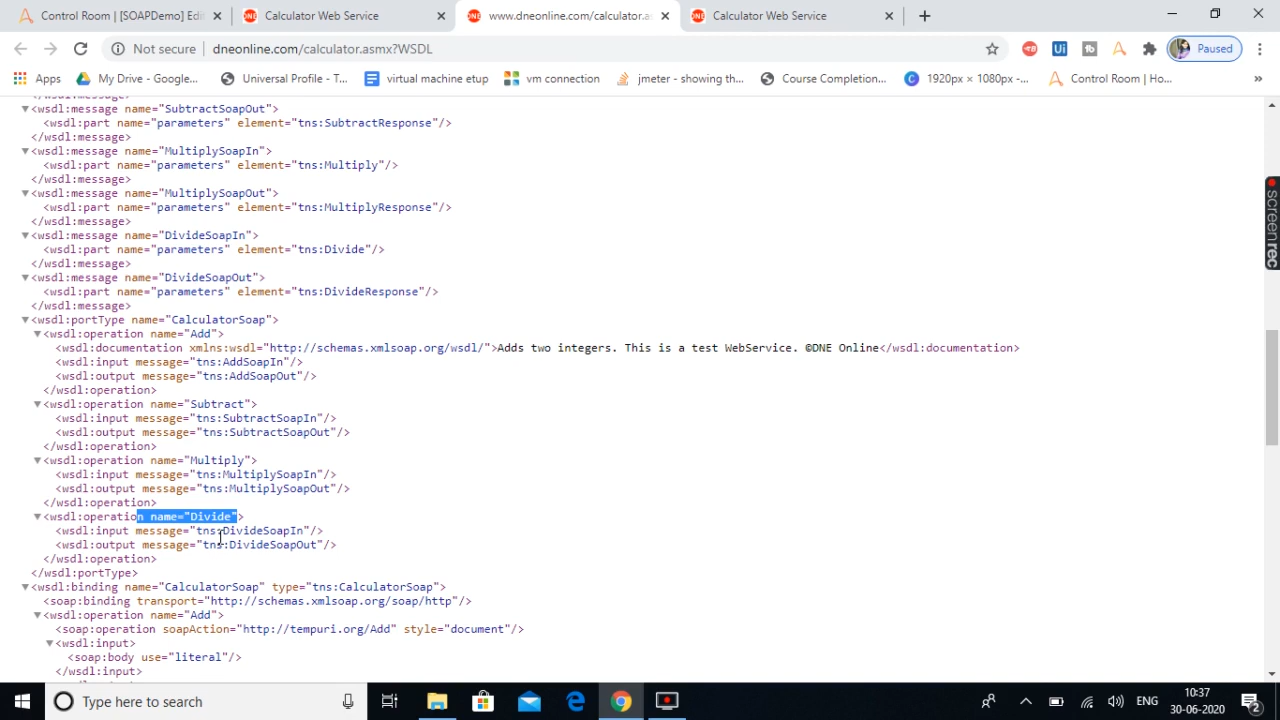 Control Room | [SOAPDemo] Edit
Calculator Web Service
www.dneonline.com/calculator.as
Calculator Web Service
Not secure
dneonline.com/calculator.asmx?WSDL
Paused
Apps
My Drive - Google...
Universal Profile - T...
virtual machine etup
vm connection
jmeter - showing th...
Course Completion...
1920px × 1080px -...
Control Room | Ho...
»
</wsdl:message>
▼<wsdl:message name="SubtractSoapOut">
<wsdl:part name="parameters" element="tns:SubtractResponse"/>
</wsdl:message>
▼<wsdl:message name="MultiplySoapIn">
<wsdl:part name="parameters" element="tns:Multiply"/>
</wsdl:message>
▼<wsdl:message name="MultiplySoapOut">
<wsdl:part name="parameters" element="tns:MultiplyResponse"/>
</wsdl:message>
▼<wsdl:message name="DivideSoapIn">
<wsdl:part name="parameters" element="tns:Divide"/>
</wsdl:message>
▼<wsdl:message name="DivideSoapOut">
<wsdl:part name="parameters" element="tns:DivideResponse"/>
</wsdl:message>
▼<wsdl:portType name="CalculatorSoap">
▼<wsdl:operation name="Add">
<wsdl:documentation xmlns:wsdl="http://schemas.xmlsoap.org/wsdl/">Adds two integers. This is a test WebService. ©DNE Online</wsdl:documentation>
<wsdl:input message="tns:AddSoapIn"/>
<wsdl:output message="tns:AddSoapOut"/>
</wsdl:operation>
▼<wsdl:operation name="Subtract">
<wsdl:input message="tns:SubtractSoapIn"/>
<wsdl:output message="tns:SubtractSoapOut"/>
</wsdl:operation>
▼<wsdl:operation name="Multiply">
<wsdl:input message="tns:MultiplySoapIn"/>
<wsdl:output message="tns:MultiplySoapOut"/>
</wsdl:operation>
▼<wsdl:operation name="Divide">
<wsdl:input message="tns:DivideSoapIn"/>
<wsdl:output message="tns:DivideSoapOut"/>
</wsdl:operation>
</wsdl:portType>
▼<wsdl:binding name="CalculatorSoap" type="tns:CalculatorSoap">
<soap:binding transport="http://schemas.xmlsoap.org/soap/http"/>
▼<wsdl:operation name="Add">
<soap:operation soapAction="http://tempuri.org/Add" style="document"/>
▼<wsdl:input>
<soap:body use="literal"/>
</wsdl:input>
screenrec
Type here to search
ENG
10:37
30-06-2020
2